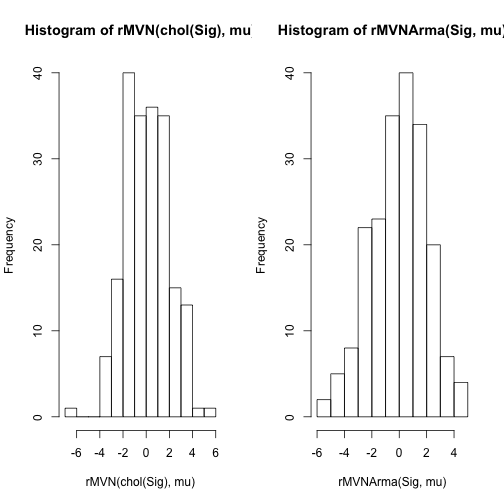 Histogram of rMVN(chol(Sig), mu
Frequency
40
30
20
10
0
-6 -4 -2 0 2 4 6
rMVN(chol(Sig), mu)
Histogram of rMVNArma(Sig, mu)
Frequency
40
30
20
10
0
-6 -4 -2 0 2 4
rMVNArma(Sig, mu)